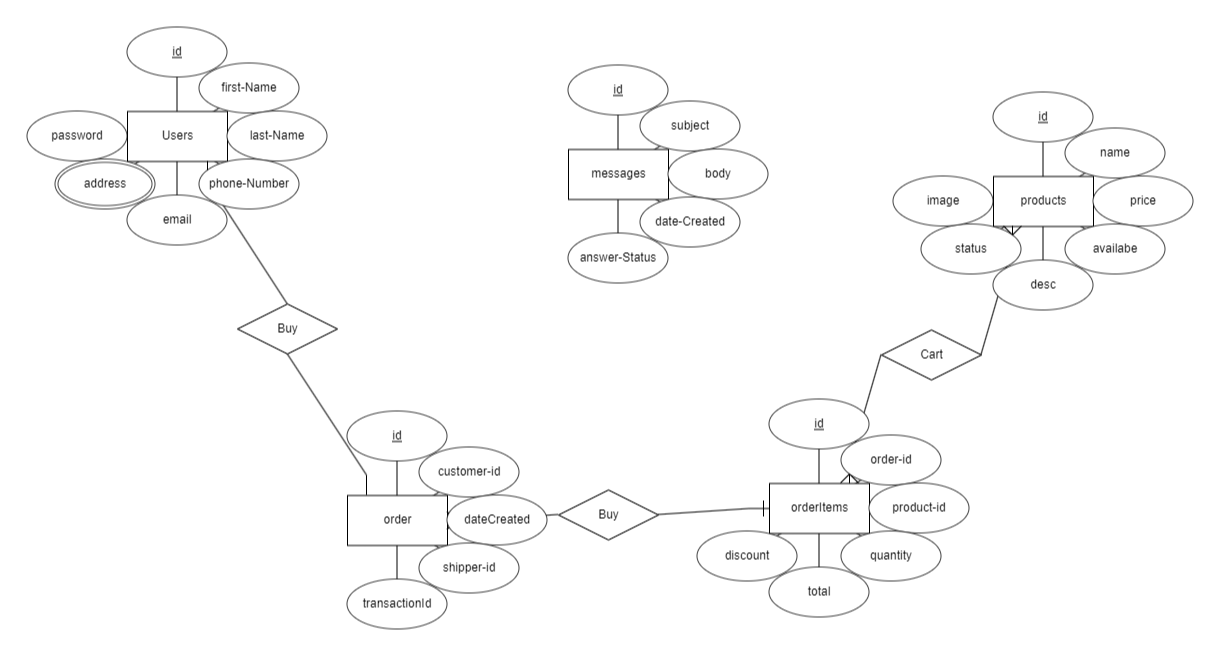 id
first-Name
password
Users
last-Name
address
phone-Number
email
id
subject
messages
body
date-Created
answer-Status
id
name
image
products
price
status
availabe
desc
Buy
Cart
id
customer-id
order
dateCreated
shipper-id
transactionId
Buy
id
order-id
orderItems
product-id
discount
quantity
total